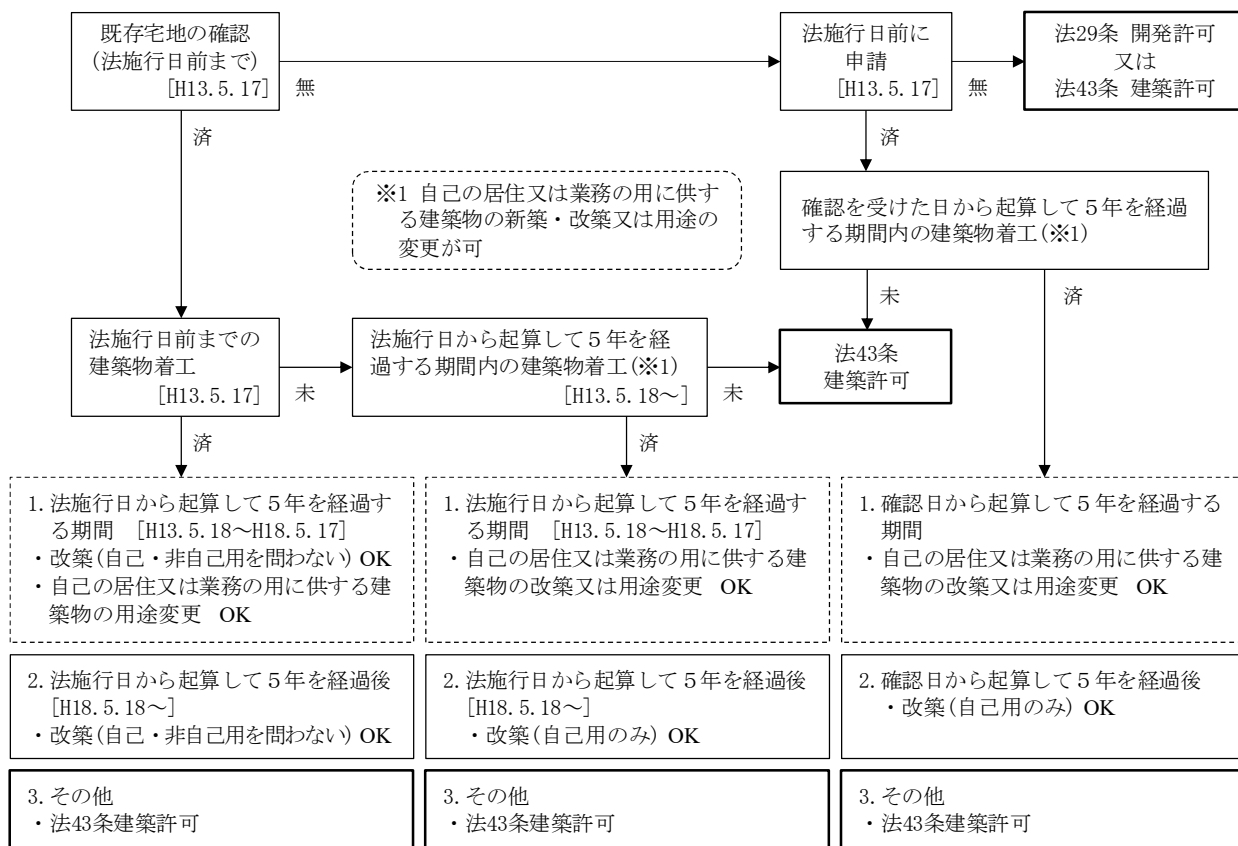 既存宅地の確認
(法施行日前まで)
[H13.5.17]
無
法施行日前に
申請
[H13.5.17]
無
法29条 開発許可
又は
法43条 建築許可
済
済
※1 自己の居住又は業務の用に供す
る建築物の新築・改築又は用途の
変更が可
確認を受けた日から起算して5年を経過
する期間内の建築物着工(※1)
未
済
法施行日前までの
建築物着工
[H13.5.17]
未
法施行日から起算して5年を経
過する期間内の建築物着工(※1)
[H13.5.18~]
未
法43条
建築許可
済
済
1.法施行日から起算して5年を経過す
る期間 [H13.5.18~H18.5.17]
・改築(自己・非自己用を問わない) OK
・自己の居住又は業務の用に供する建
築物の用途変更 OK
1.法施行日から起算して5年を経過す
る期間 [H13.5.18~H18.5.17]
・自己の居住又は業務の用に供する建
築物の改築又は用途変更 OK
1.確認日から起算して5年を経過する
期間
・自己の居住又は業務の用に供する建
築物の改築又は用途変更 OK
2.法施行日から起算して5年を経過後
[H18.5.18~]
・改築(自己・非自己用を問わない) OK
2.法施行日から起算して5年を経過後
[H18.5.18~]
・改築(自己用のみ) OK
2.確認日から起算して5年を経過後
・改築(自己用のみ) OK
3.その他
・法43条建築許可
3.その他
・法43条建築許可
3.その他
・法43条建築許可